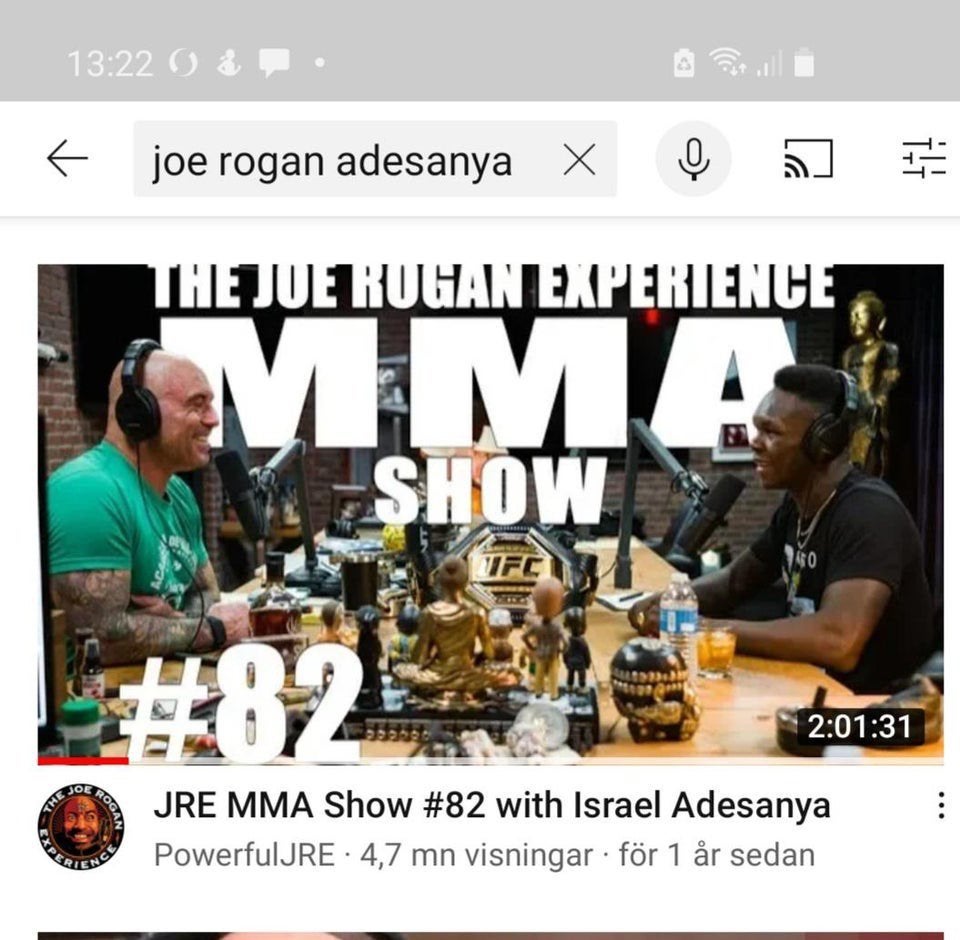 13:22
joe rogan adesanya
THE JOE ROGAN EXPERIENCE
MMA
SHOW
UFC
#82
2:01:31
THE JOE ROGAN EXPERIENCE
JRE MMA Show #82 with Israel Adesanya
PowerfulJRE · 4,7 mn visningar · för 1 år sedan